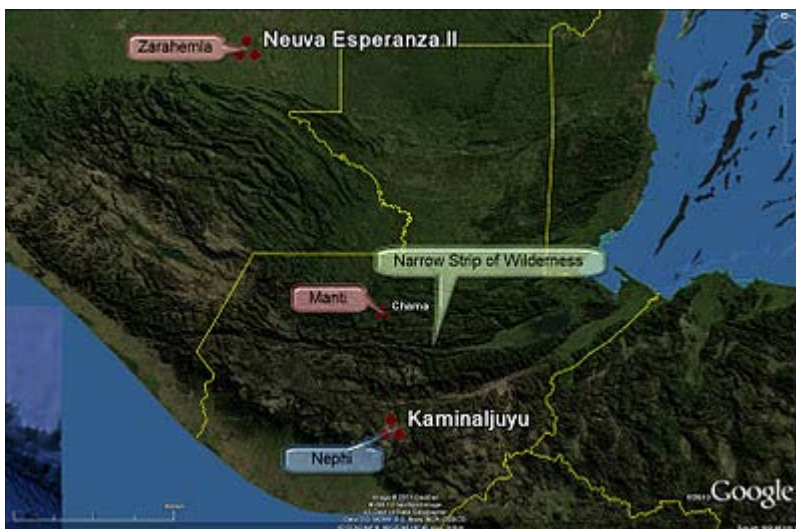 Zarahemla
Neuva Esperanza II
Narrow Strip of Wilderness
Manti
Chama
Kaminaljuyu
Nephi
Google